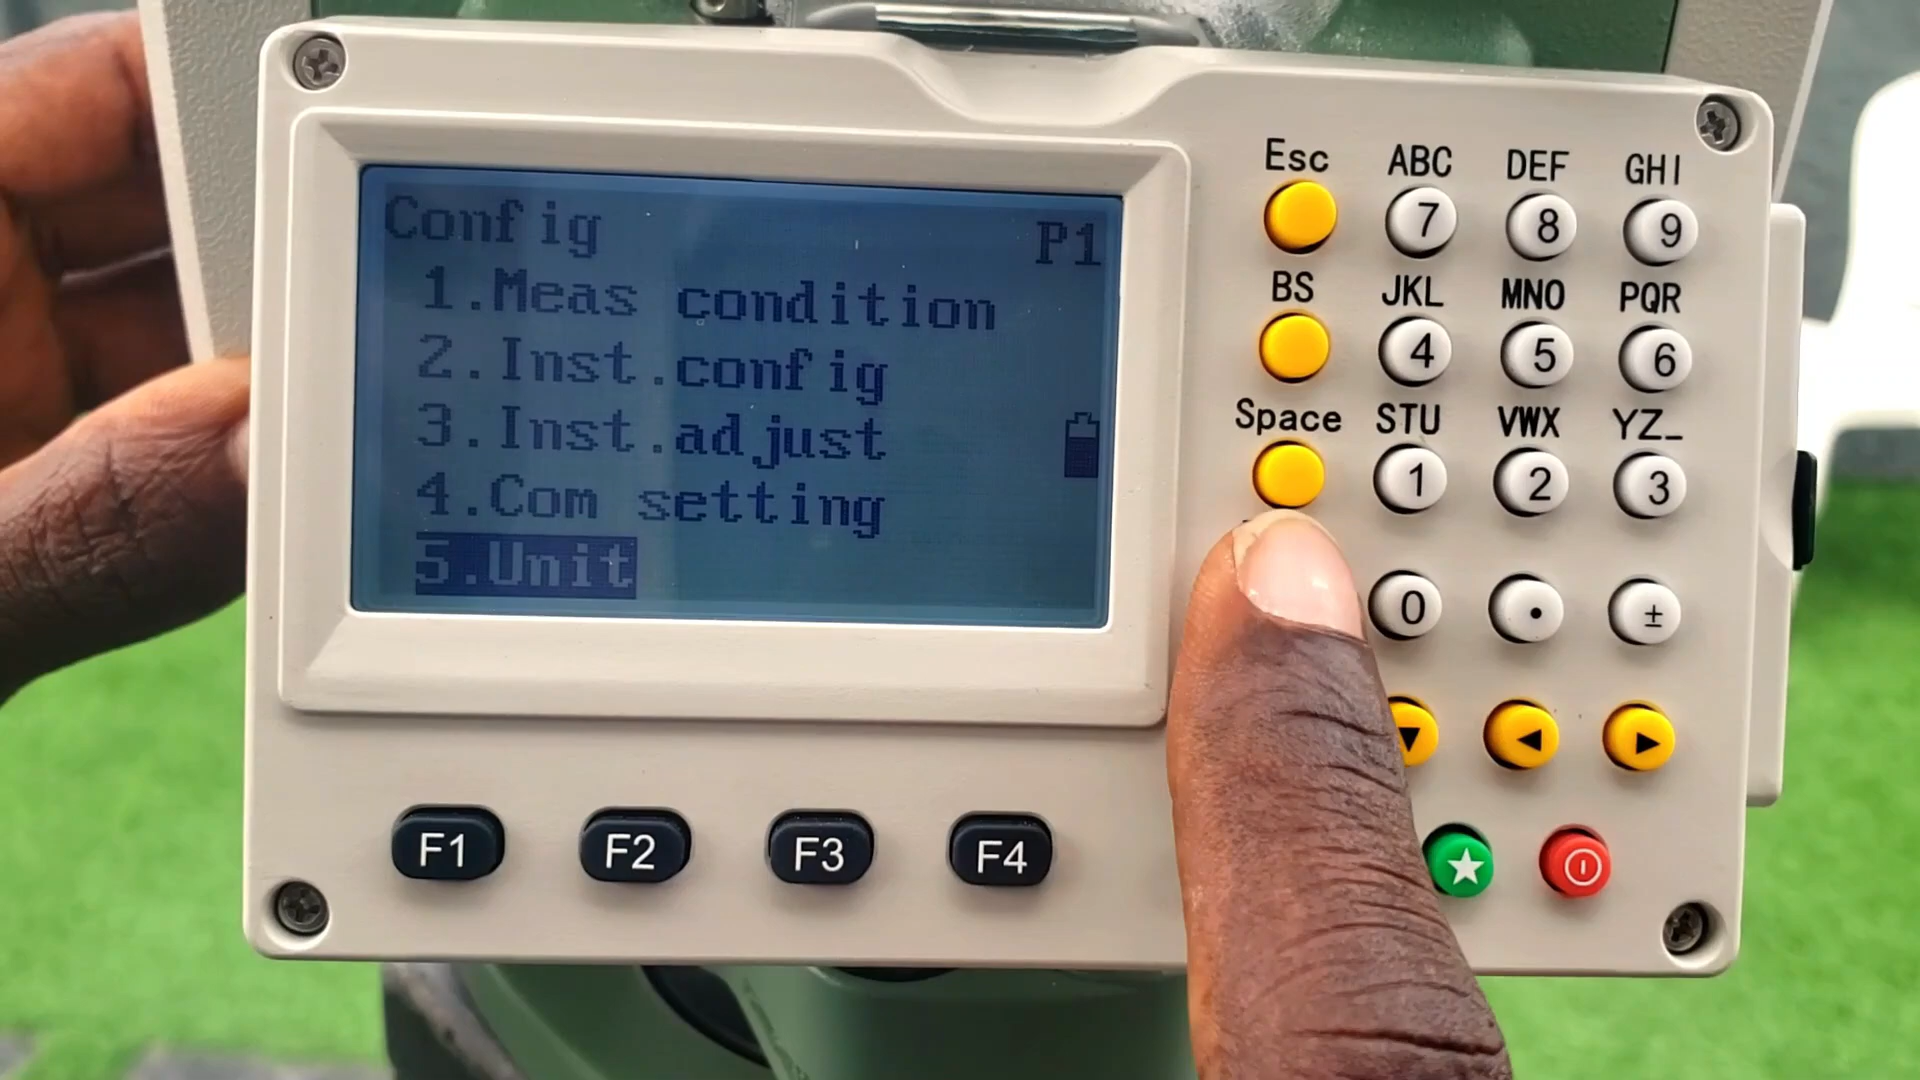 Config P1
1.Meas condition
2.Inst.config
3.Inst.adjust
4.Com setting
5.Unit
Esc ABC DEF GHI
7 8 9
BS JKL MNO PQR
4 5 6
Space STU VWX YZ_
1 2 3
0 • ±
▼ ◀ ▶
F1 F2 F3 F4